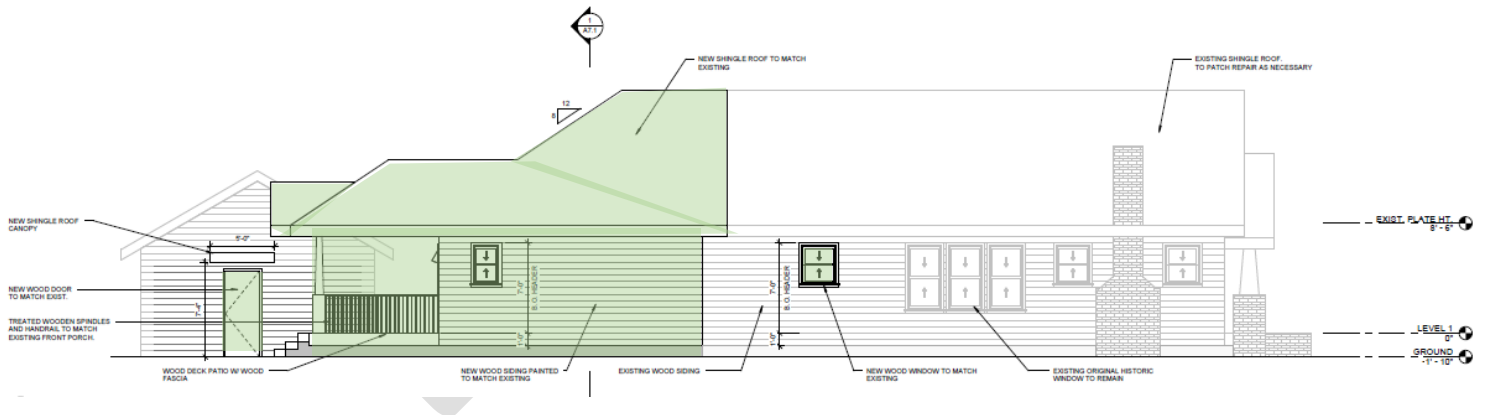 1
A7.1
NEW SHINGLE ROOF TO MATCH
EXISTING
EXISTING SHINGLE ROOF.
TO PATCH REPAIR AS NECESSARY
12
8
NEW SHINGLE ROOF
CANOPY
5'-0"
EXIST. PLATE HT.
8' - 6"
NEW WOOD DOOR
TO MATCH EXIST.
7'-4"
7'-0"
B.O. HEADER
7'-0"
B.O. HEADER
TREATED WOODEN SPINDLES
AND HANDRAIL TO MATCH
EXISTING FRONT PORCH.
1'-0"
1'-0"
LEVEL 1
0"
GROUND
-1' - 10"
WOOD DECK PATIO W/ WOOD
FASCIA
NEW WOOD SIDING PAINTED
TO MATCH EXISTING
EXISTING WOOD SIDING
NEW WOOD WINDOW TO MATCH
EXISTING
EXISTING ORIGINAL HISTORIC
WINDOW TO REMAIN